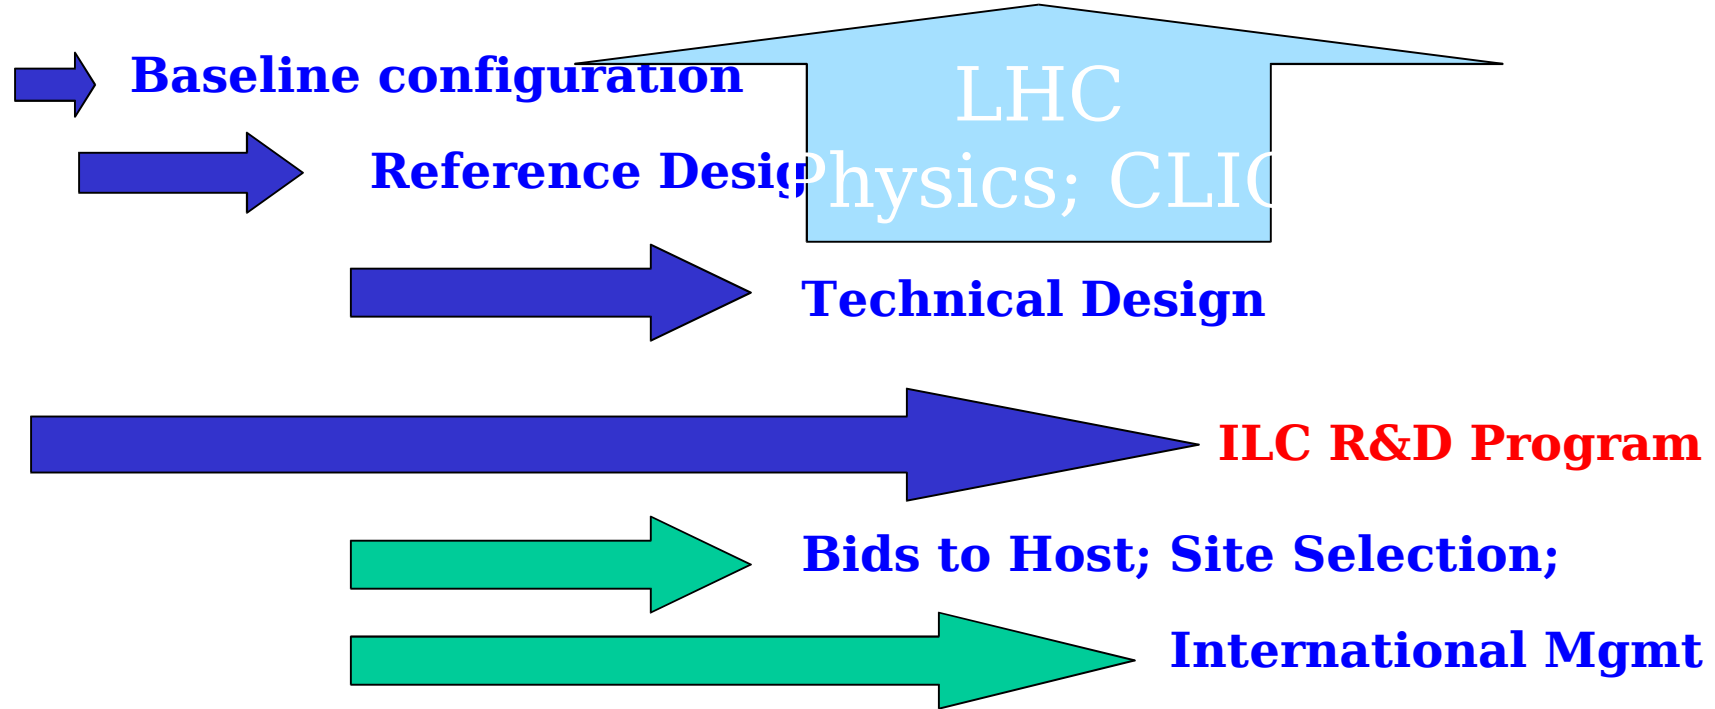 Baseline configuration
LHC
Physics; CLIC
Reference Desig
Technical Design
ILC R&D Program
Bids to Host; Site Selection;
International Mgmt